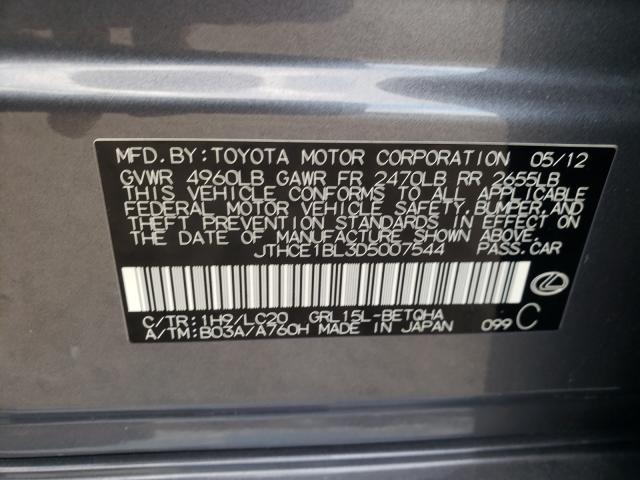 MFD.BY:TOYOTA MOTOR CORPORATION 05/12
GVWR 4960LB GAWR FR 2470LB RR 2655LB
THIS VEHICLE CONFORMS TO ALL APPLICABLE
FEDERAL MOTOR VEHICLE SAFETY,BUMPER,AND
THEFT PREVENTION STANDARDS IN EFFECT ON
THE DATE OF MANUFACTURE SHOWN ABOVE.
JTHCE1BL3D5007544 PASS.CAR
C/TR:1H9/LC20 GRL15L-BETQHA
A/TM:B03A/A760H MADE IN JAPAN 099 C